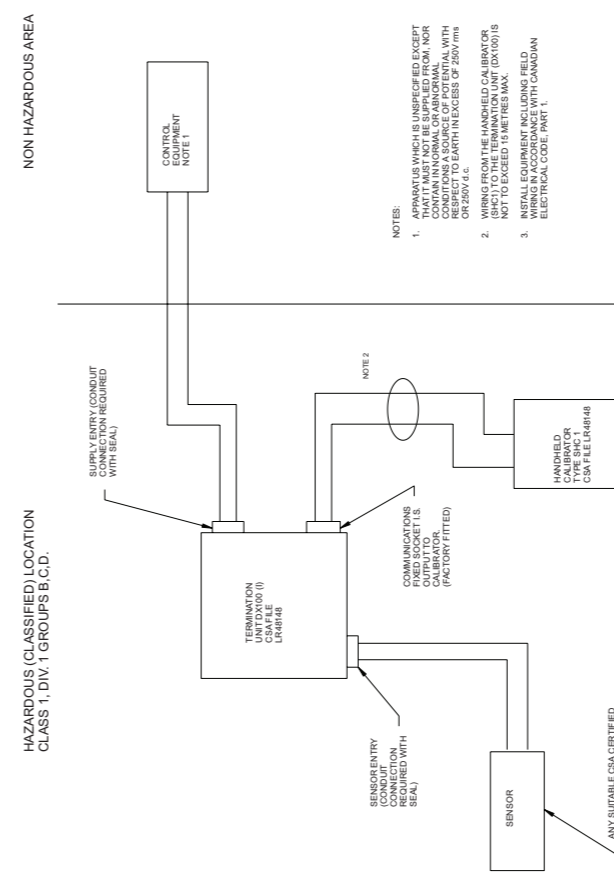 NON HAZARDOUS AREA
HAZARDOUS (CLASSIFIED) LOCATION
CLASS 1, DIV. 1 GROUPS B,C,D.
CONTROL
EQUIPMENT
NOTE 1
SUPPLY ENTRY (CONDUIT
CONNECTION REQUIRED
WITH SEAL)
TERMINATION
UNIT DX100 (I)
CSA FILE
LR48148
COMMUNICATIONS
FIXED SOCKET I.S.
OUTPUT TO
CALIBRATOR.
(FACTORY FITTED)
NOTE 2
HANDHELD
CALIBRATOR
TYPE SHC 1
CSA FILE LR48148
SENSOR ENTRY
(CONDUIT
CONNECTION
REQUIRED WITH
SEAL)
SENSOR
ANY SUITABLE CSA CERTIFIED
NOTES:
1. APPARATUS WHICH IS UNSPECIFIED EXCEPT
THAT IT MUST NOT BE SUPPLIED FROM, NOR
CONTAIN IN NORMAL OR ABNORMAL
CONDITIONS A SOURCE OF POTENTIAL WITH
RESPECT TO EARTH IN EXCESS OF 250V rms
OR 250V d.c.
2. WIRING FROM THE HANDHELD CALIBRATOR
(SHC1) TO THE TERMINATION UNIT (DX100) IS
NOT TO EXCEED 15 METRES MAX.
3. INSTALL EQUIPMENT INCLUDING FIELD
WIRING IN ACCORDANCE WITH CANADIAN
ELECTRICAL CODE, PART 1.